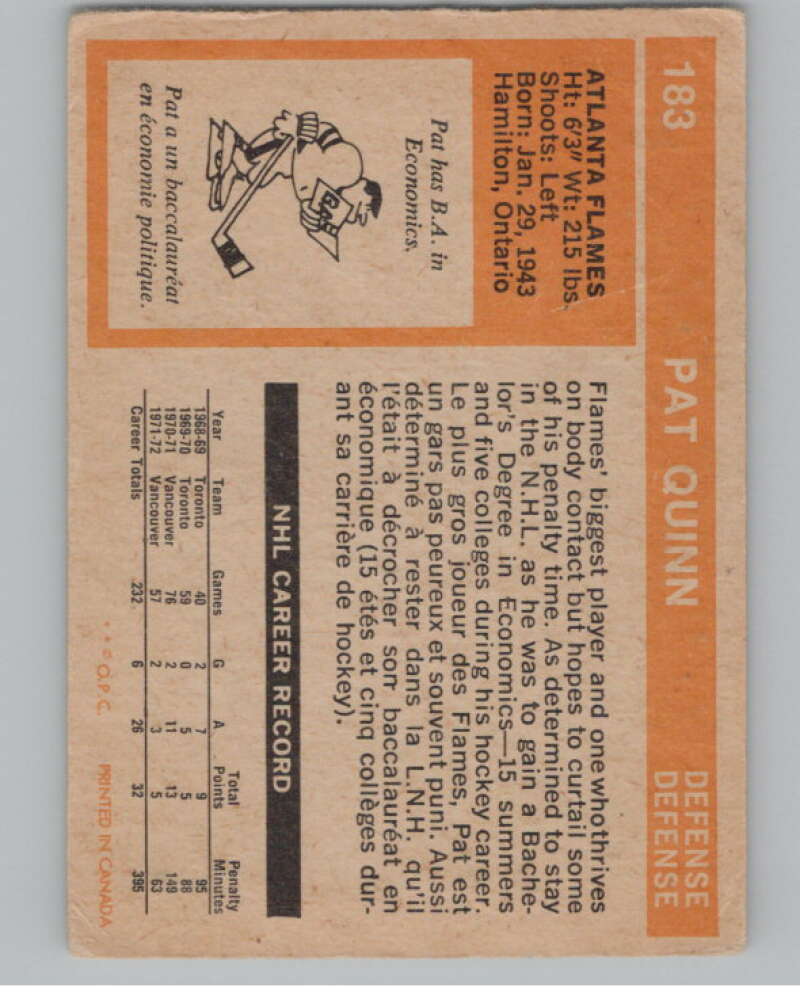 183 PAT QUINN DEFENSE
DEFENSE
ATLANTA FLAMES
Ht: 6'3" Wt: 215 lbs.
Shoots: Left
Born: Jan. 29, 1943
Hamilton, Ontario
Pat has B.A. in
Economics.
Pat a un baccalauréat
en économie politique.
Flames' biggest player and one who thrives
on body contact but hopes to curtail some
of his penalty time. As determined to stay
in the N.H.L. as he was to gain a Bache-
lor's Degree in Economics—15 summers
and five colleges during his hockey career.
Le plus gros joueur des Flames, Pat est
un gars pas peureux et souvent puni. Aussi
déterminé à rester dans la L.N.H. qu'il
l'était à décrocher son baccalauréat en
économique (15 étés et cinq collèges dur-
ant sa carrière de hockey).
NHL CAREER RECORD
Year Team Games G A Total Points Penalty Minutes
1968-69 Toronto 40 2 7 9 95
1969-70 Toronto 59 0 5 5 88
1970-71 Vancouver 76 2 11 13 149
1971-72 Vancouver 57 2 3 5 63
Career Totals 232 6 26 32 395
* * © O.P.C. PRINTED IN CANADA